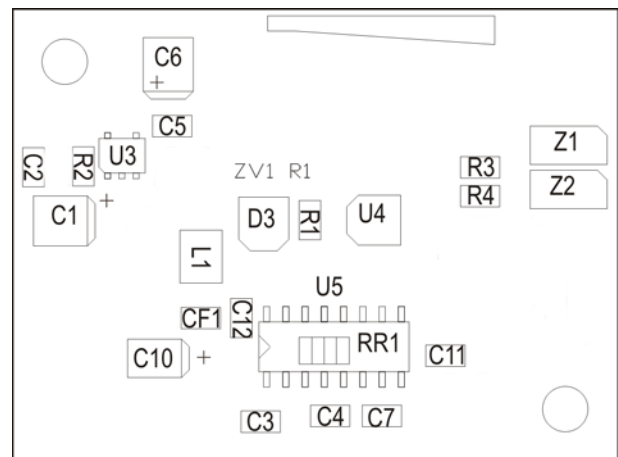 C6
+
C5
U3
Z1
C2
R2
ZV1 R1
R3
Z2
R4
C1
+
D3
R1
U4
L1
U5
CF1
C12
RR1
C10
+
C11
C3
C4
C7